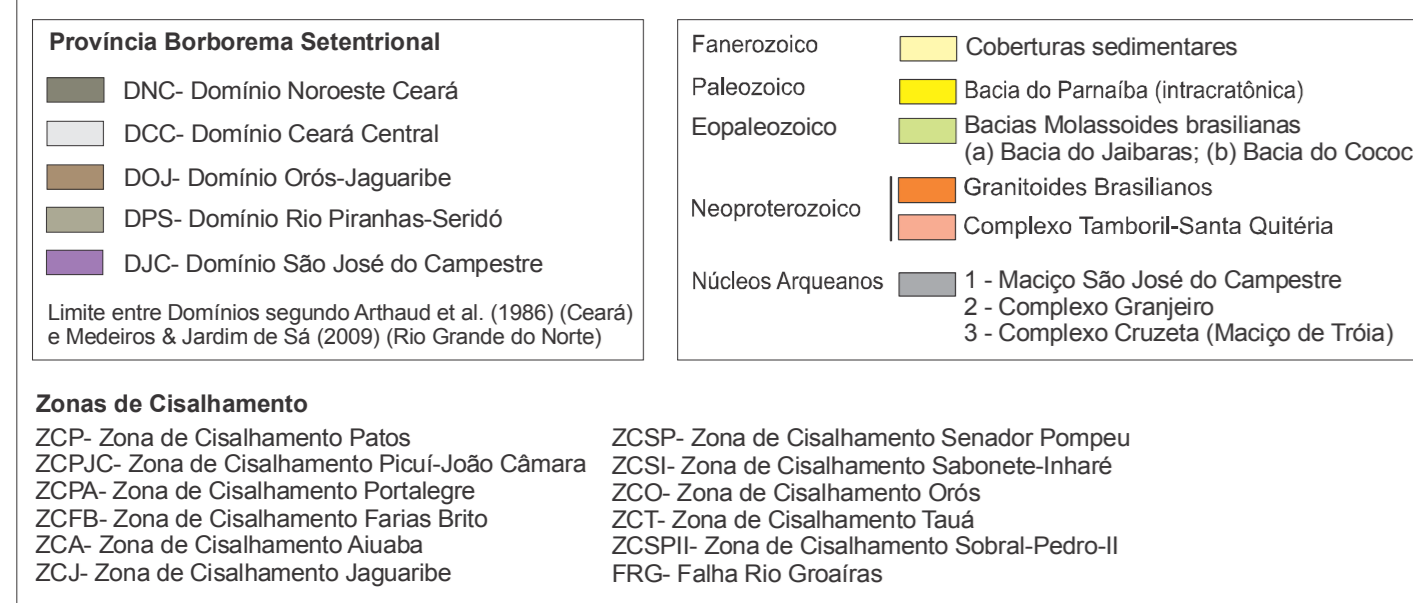 Província Borborema Setentrional
DNC- Domínio Noroeste Ceará
DCC- Domínio Ceará Central
DOJ- Domínio Orós-Jaguaribe
DPS- Domínio Rio Piranhas-Seridó
DJC- Domínio São José do Campestre
Limite entre Domínios segundo Arthaud et al. (1986) (Ceará)
e Medeiros & Jardim de Sá (2009) (Rio Grande do Norte)
Fanerozoico Coberturas sedimentares
Paleozoico Bacia do Parnaíba (intracratônica)
Eopaleozoico Bacias Molassoides brasilianas
(a) Bacia do Jaibaras; (b) Bacia do Cococ
Neoproterozoico
Granitoides Brasilianos
Complexo Tamboril-Santa Quitéria
Núcleos Arqueanos 1 - Maciço São José do Campestre
2 - Complexo Granjeiro
3 - Complexo Cruzeta (Maciço de Tróia)
Zonas de Cisalhamento
ZCP- Zona de Cisalhamento Patos
ZCPJC- Zona de Cisalhamento Picuí-João Câmara
ZCPA- Zona de Cisalhamento Portalegre
ZCFB- Zona de Cisalhamento Farias Brito
ZCA- Zona de Cisalhamento Aiuaba
ZCJ- Zona de Cisalhamento Jaguaribe
ZCSP- Zona de Cisalhamento Senador Pompeu
ZCSI- Zona de Cisalhamento Sabonete-Inharé
ZCO- Zona de Cisalhamento Orós
ZCT- Zona de Cisalhamento Tauá
ZCSPII- Zona de Cisalhamento Sobral-Pedro-II
FRG- Falha Rio Groaíras